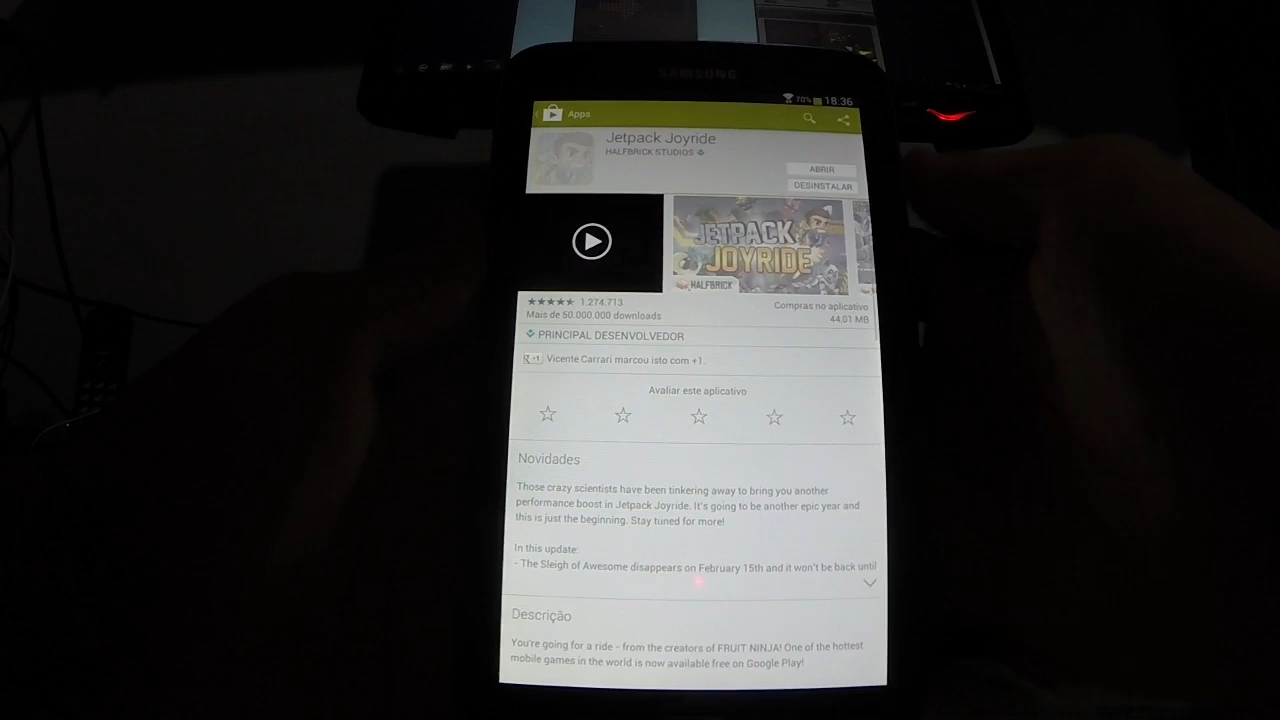 SAMSUNG
70% 18:36
Apps
Jetpack Joyride
HALFBRICK STUDIOS
ABRIR
DESINSTALAR
JETPACK
JOYRIDE
HALFBRICK
1.274.713
Mais de 50.000.000 downloads
Compras no aplicativo
44,01 MB
PRINCIPAL DESENVOLVEDOR
+1 Vicente Carrari marcou isto com +1.
Avaliar este aplicativo
Novidades
Those crazy scientists have been tinkering away to bring you another
performance boost in Jetpack Joyride. It's going to be another epic year and
this is just the beginning. Stay tuned for more!
In this update:
- The Sleigh of Awesome disappears on February 15th and it won't be back until
Descrição
You're going for a ride - from the creators of FRUIT NINJA! One of the hottest
mobile games in the world is now available free on Google Play!